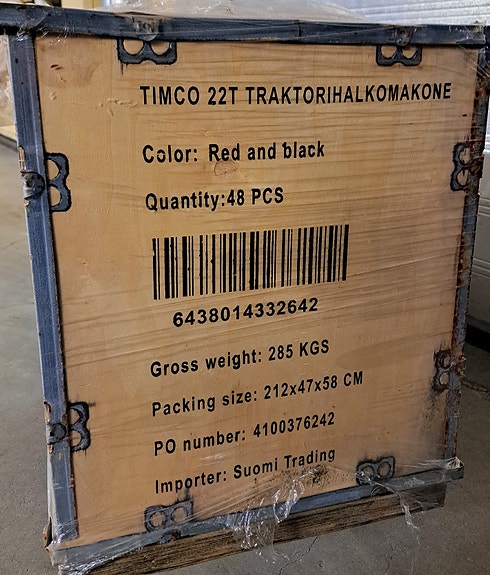 TIMCO 22T TRAKTORIHALKOMAKONE
Color: Red and black
Quantity:48 PCS
6438014332642
Gross weight: 285 KGS
Packing size: 212x47x58 CM
PO number: 4100376242
Importer: Suomi Trading